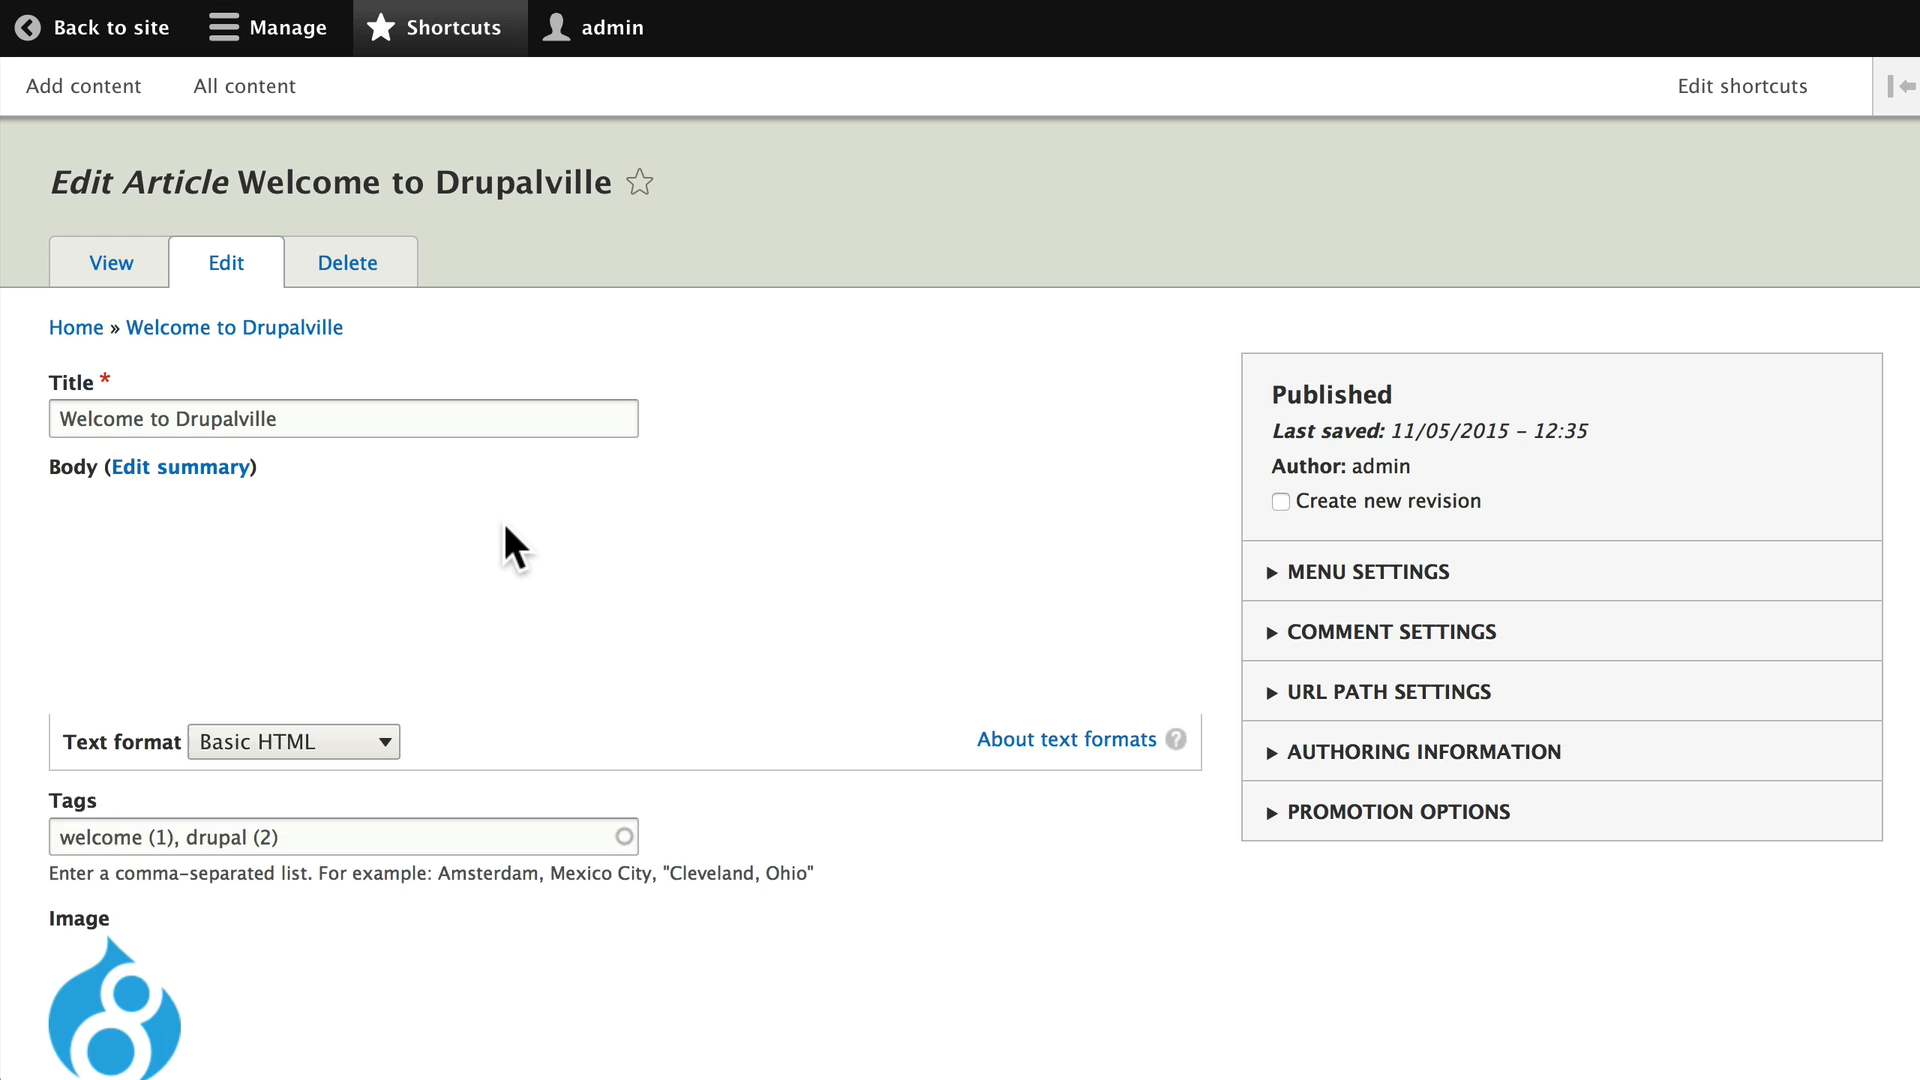 Back to site Manage Shortcuts admin
Add content All content Edit shortcuts
Edit Article Welcome to Drupalville
View Edit Delete
Home » Welcome to Drupalville
Title *
Welcome to Drupalville
Body (Edit summary)
Text format Basic HTML About text formats ?
Tags
welcome (1), drupal (2)
Enter a comma-separated list. For example: Amsterdam, Mexico City, "Cleveland, Ohio"
Image
Published
Last saved: 11/05/2015 - 12:35
Author: admin
Create new revision
MENU SETTINGS
COMMENT SETTINGS
URL PATH SETTINGS
AUTHORING INFORMATION
PROMOTION OPTIONS